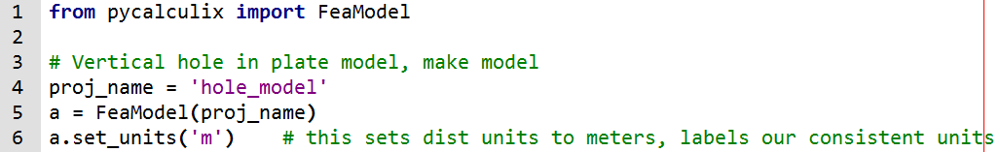 1 from pycalculix import FeaModel
2
3 # Vertical hole in plate model, make model
4 proj_name = 'hole_model'
5 a = FeaModel(proj_name)
6 a.set_units('m')    # this sets dist units to meters, labels our consistent units